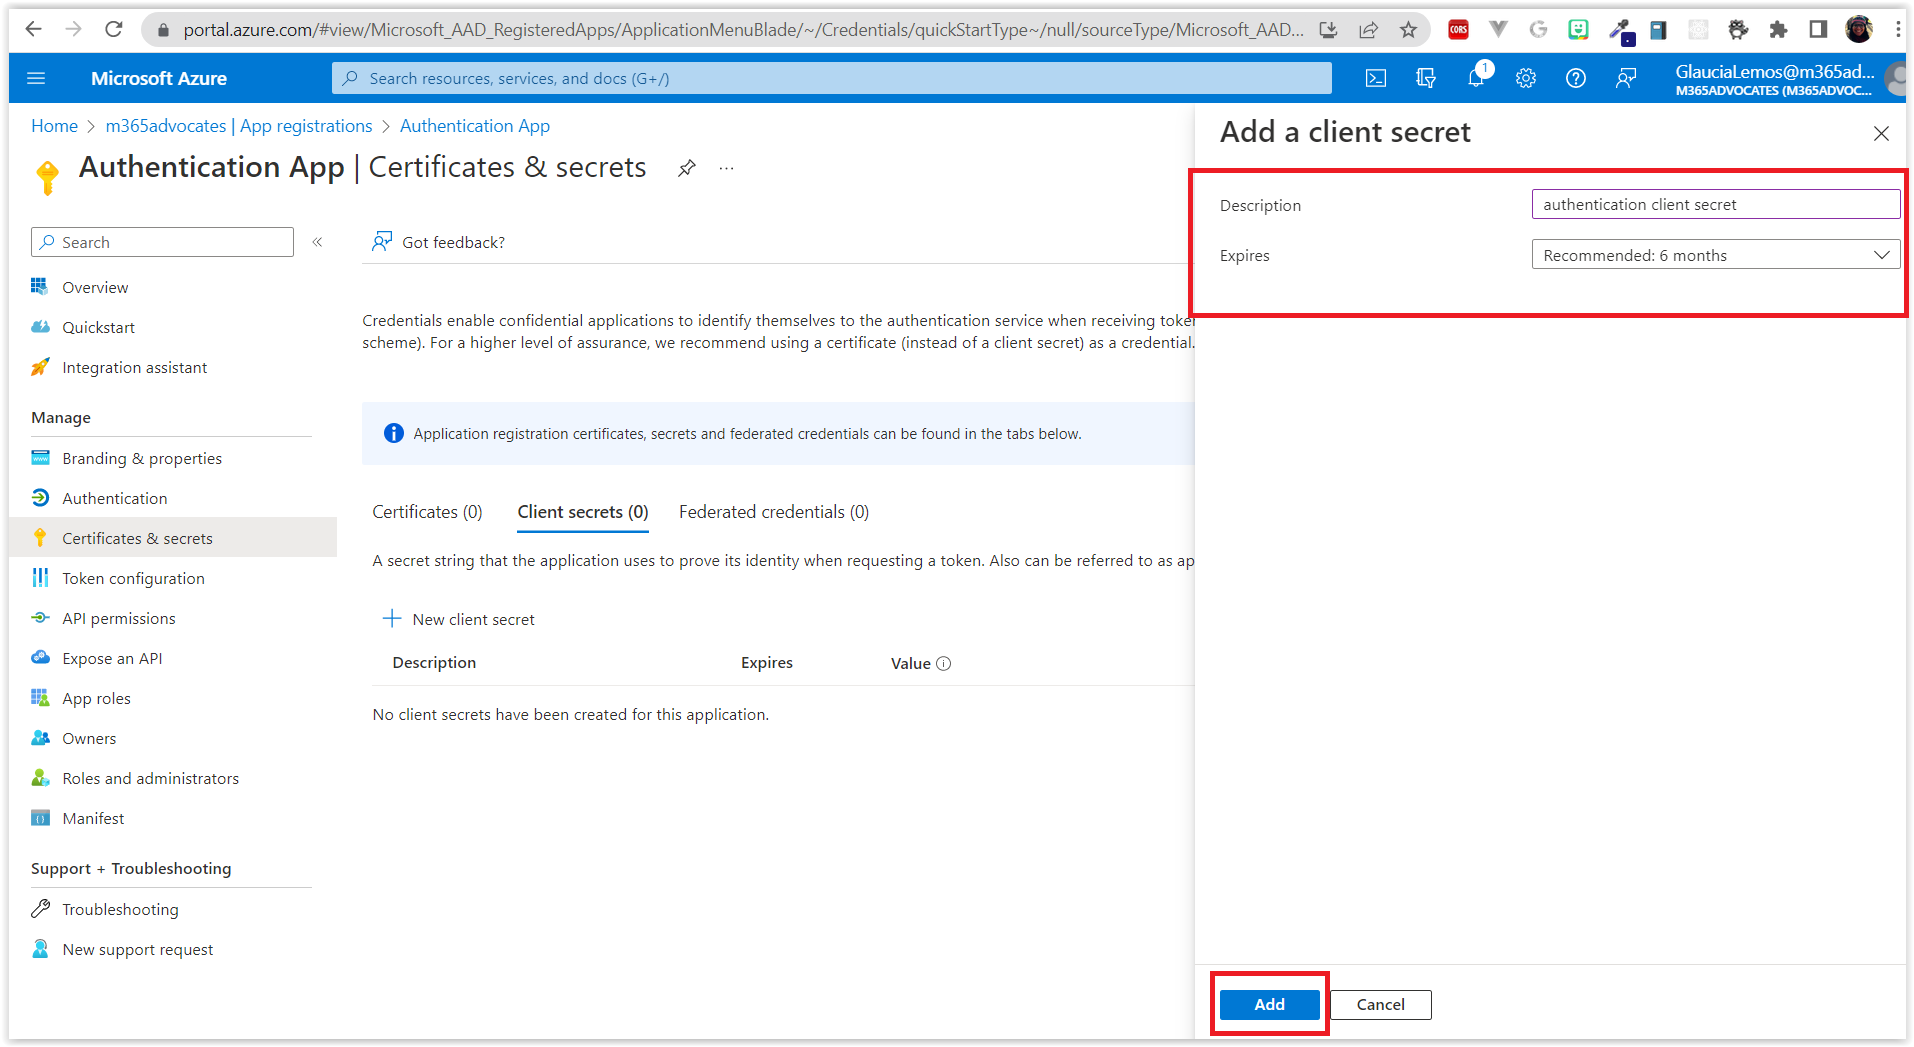 portal.azure.com/#view/Microsoft_AAD_RegisteredApps/ApplicationMenuBlade/~/Credentials/quickStartType~/null/sourceType/Microsoft_AAD...
CORS
Microsoft Azure
Search resources, services, and docs (G+/)
1
GlauciaLemos@m365ad...
M365ADVOCATES (M365ADVOC...
Home > m365advocates | App registrations > Authentication App
Authentication App | Certificates & secrets
...
Search
«
Overview
Quickstart
Integration assistant
Manage
Branding & properties
Authentication
Certificates & secrets
Token configuration
API permissions
Expose an API
App roles
Owners
Roles and administrators
Manifest
Support + Troubleshooting
Troubleshooting
New support request
Got feedback?
Credentials enable confidential applications to identify themselves to the authentication service when receiving toke
scheme). For a higher level of assurance, we recommend using a certificate (instead of a client secret) as a credential.
Application registration certificates, secrets and federated credentials can be found in the tabs below.
Certificates (0) Client secrets (0) Federated credentials (0)
A secret string that the application uses to prove its identity when requesting a token. Also can be referred to as ap
New client secret
Description Expires Value
No client secrets have been created for this application.
Add a client secret
Description authentication client secret
Expires Recommended: 6 months
Add Cancel